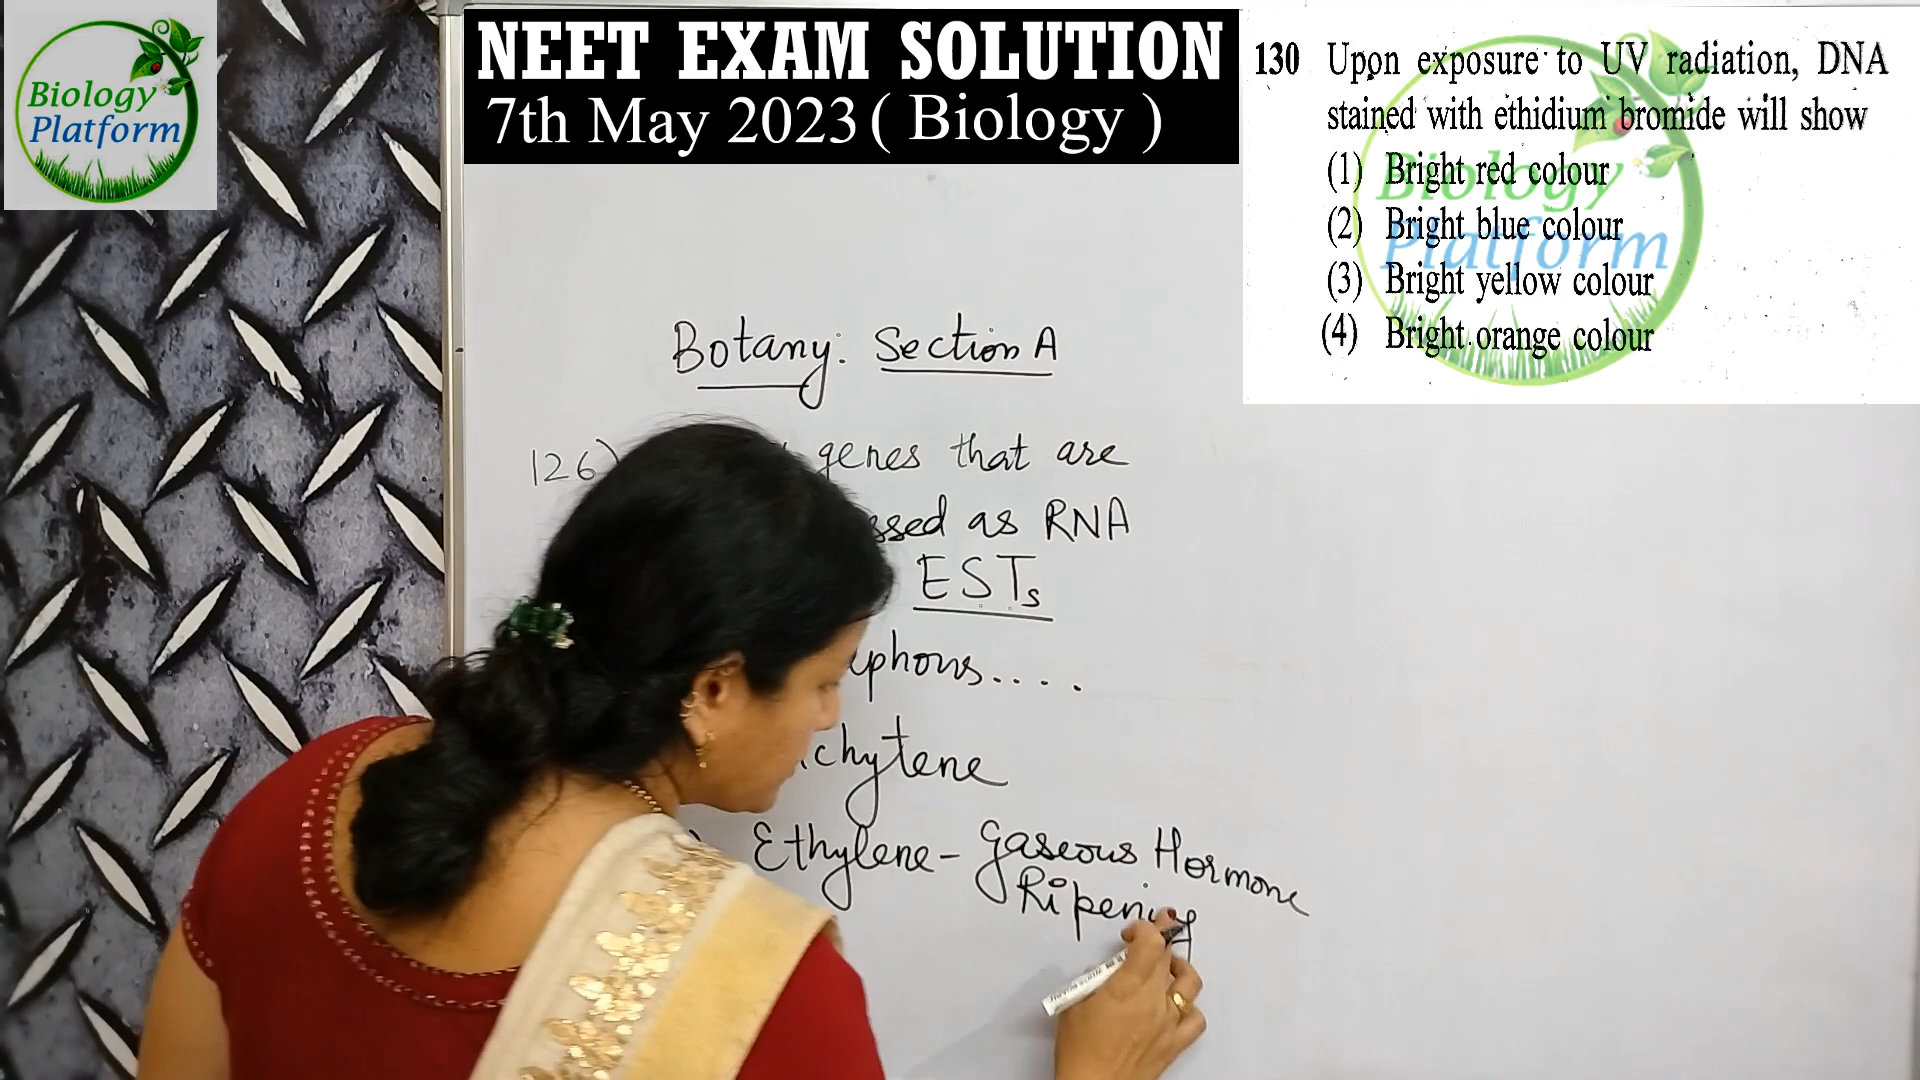 Biology
Platform
NEET EXAM SOLUTION
7th May 2023 ( Biology )
130 Upon exposure to UV radiation, DNA
stained with ethidium bromide will show
(1) Bright red colour
(2) Bright blue colour
(3) Bright yellow colour
(4) Bright orange colour
Biology
Platform
Botany: Section A
126) genes that are
ssed as RNA
ESTs
phous....
chytene
Ethylene - Gaseous Hormone
Ripening